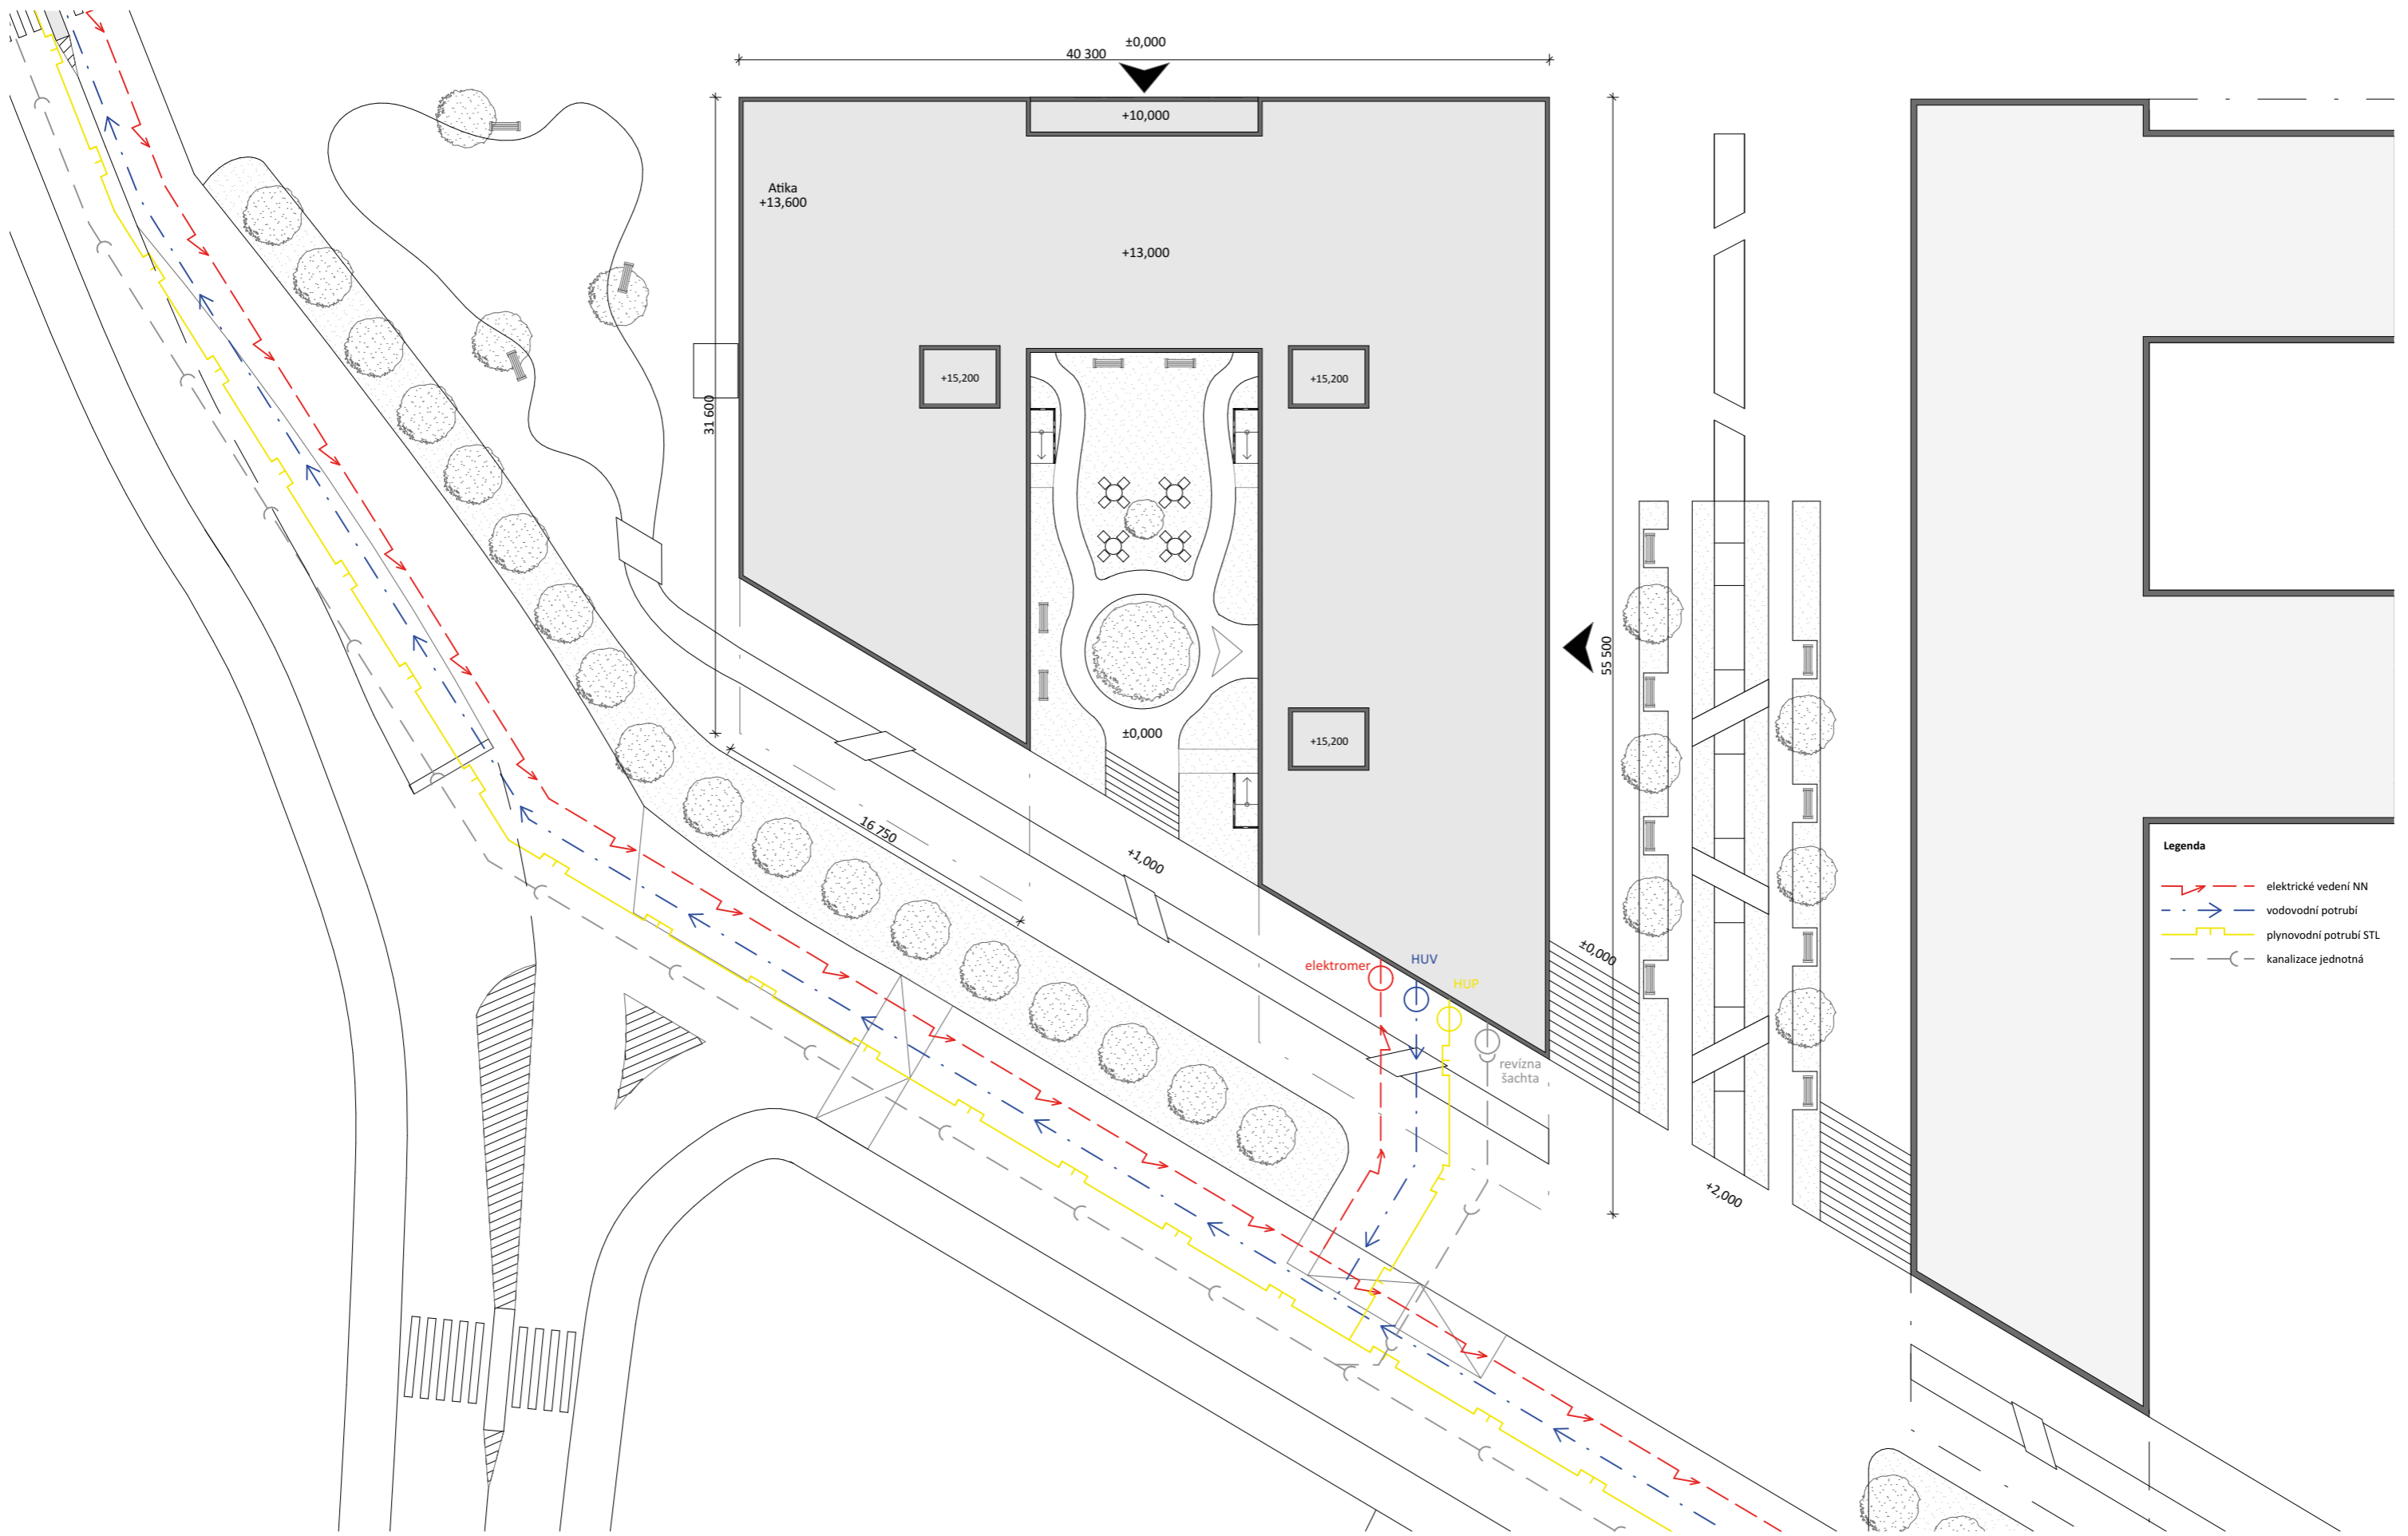 ±0,000
40 300
+10,000
Atika
+13,600
+13,000
+15,200
+15,200
31 600
55 500
±0,000
+15,200
16 750
+1,000
±0,000
elektromer
HUV
HUP
revízna
šachta
+2,000
Legenda
elektrické vedení NN
vodovodní potrubí
plynovodní potrubí STL
kanalizace jednotná